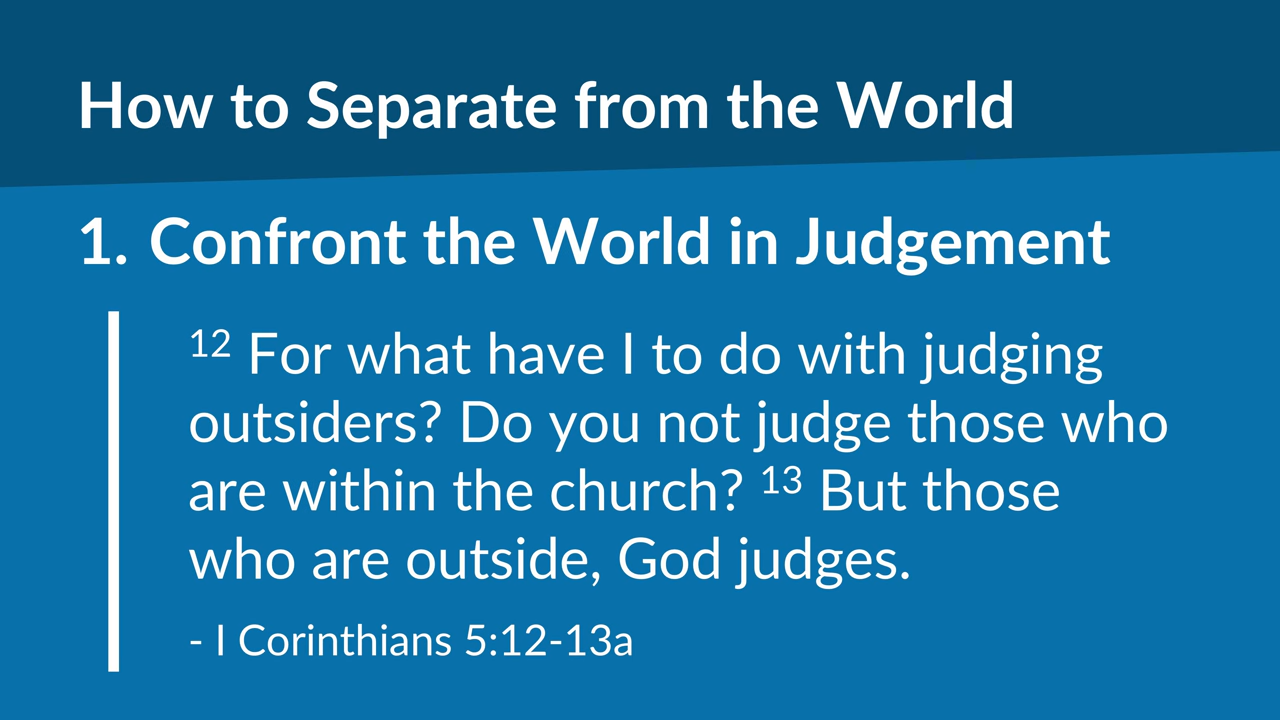 How to Separate from the World
1. Confront the World in Judgement
12 For what have I to do with judging
outsiders? Do you not judge those who
are within the church? 13 But those
who are outside, God judges.
- I Corinthians 5:12-13a